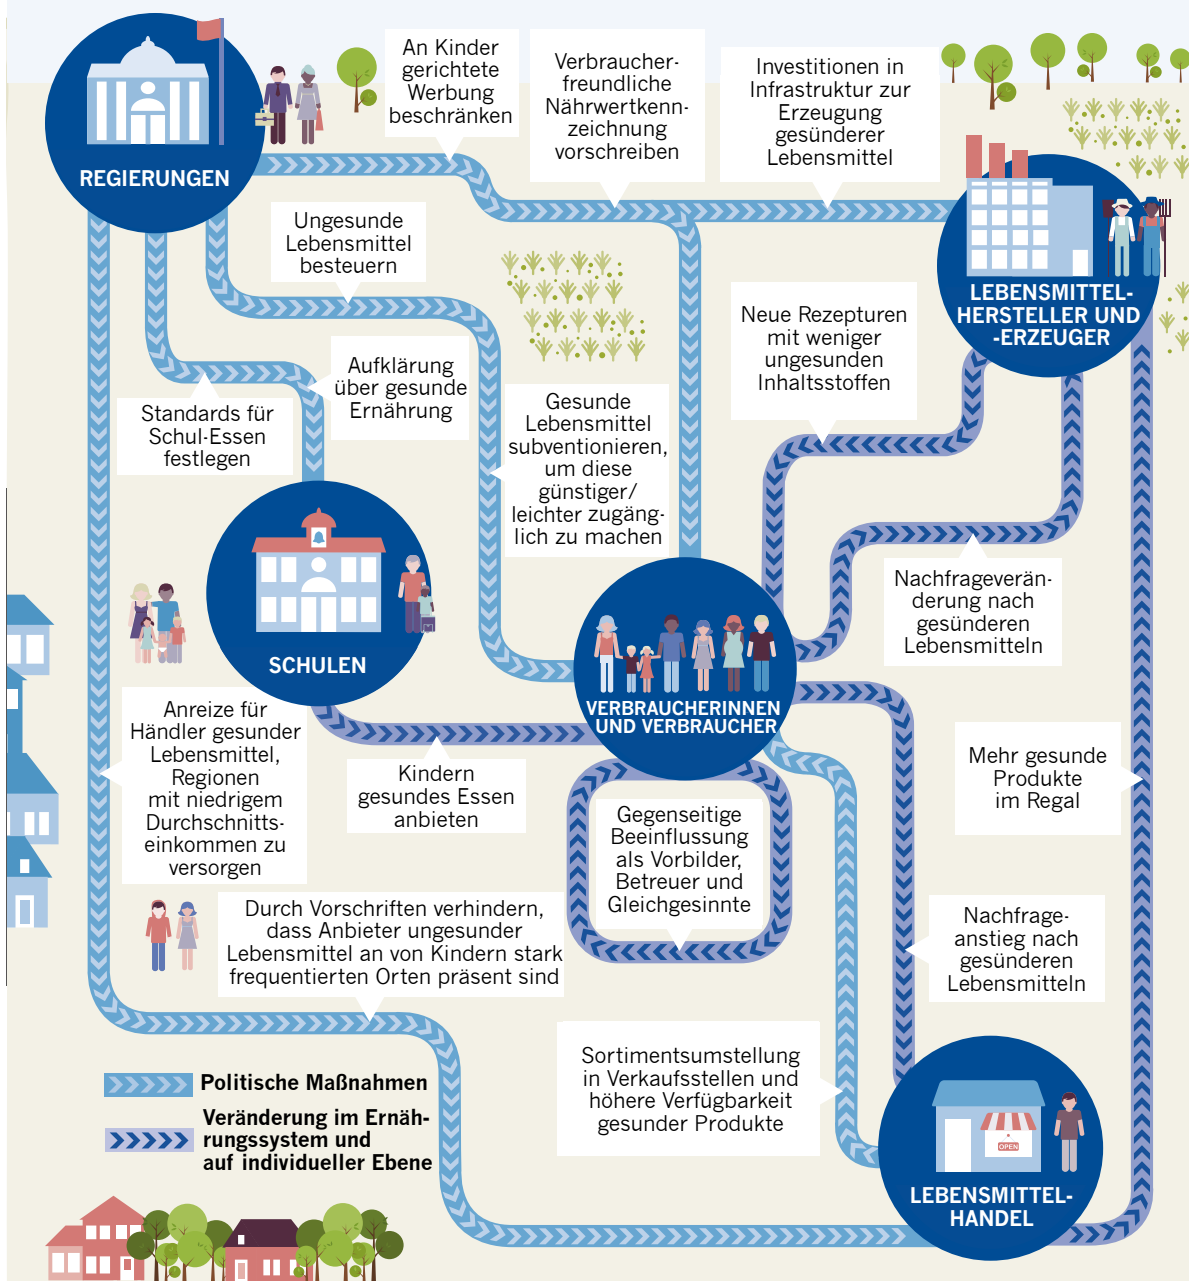 An Kinder
gerichtete
Werbung
beschränken
Verbraucher-
freundliche
Nährwertkenn-
zeichnung
vorschreiben
Investitionen in
Infrastruktur zur
Erzeugung
gesünderer
Lebensmittel
REGIERUNGEN
Ungesunde
Lebensmittel
besteuern
LEBENSMITTEL-
HERSTELLER UND
-ERZEUGER
Neue Rezepturen
mit weniger
ungesunden
Inhaltsstoffen
Aufklärung
über gesunde
Ernährung
Standards für
Schul-Essen
festlegen
Gesunde
Lebensmittel
subventionieren,
um diese
günstiger/
leichter zugäng-
lich zu machen
Nachfrageverän-
derung nach
gesünderen
Lebensmitteln
SCHULEN
VERBRAUCHERINNEN
UND VERBRAUCHER
Anreize für
Händler gesunder
Lebensmittel,
Regionen
mit niedrigem
Durchschnitts-
einkommen zu
versorgen
Kindern
gesundes Essen
anbieten
Mehr gesunde
Produkte
im Regal
Gegenseitige
Beeinflussung
als Vorbilder,
Betreuer und
Gleichgesinnte
Durch Vorschriften verhindern,
dass Anbieter ungesunder
Lebensmittel an von Kindern stark
frequentierten Orten präsent sind
Nachfrage-
anstieg nach
gesünderen
Lebensmitteln
Sortimentsumstellung
in Verkaufsstellen und
höhere Verfügbarkeit
gesunder Produkte
Politische Maßnahmen
Veränderung im Ernäh-
rungssystem und
auf individueller Ebene
OPEN
LEBENSMITTEL-
HANDEL